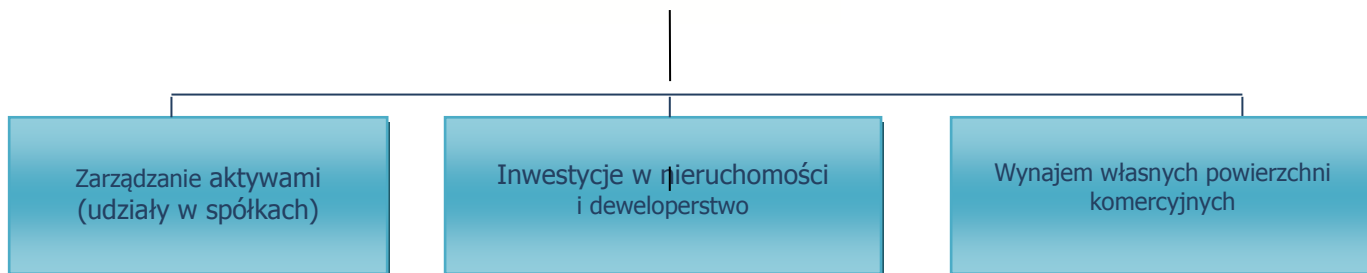 Zarządzanie aktywami
(udziały w spółkach)
Inwestycje w nieruchomości
i deweloperstwo
Wynajem własnych powierzchni
komercyjnych